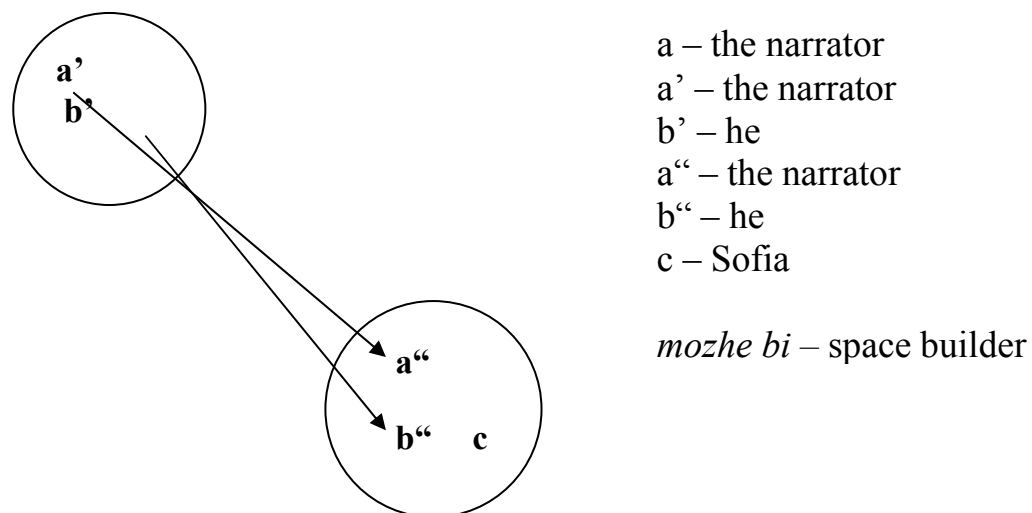 a’
b’
a“
b“ c
a – the narrator
a’ – the narrator
b’ – he
a“ – the narrator
b“ – he
c – Sofia
mozhe bi – space builder